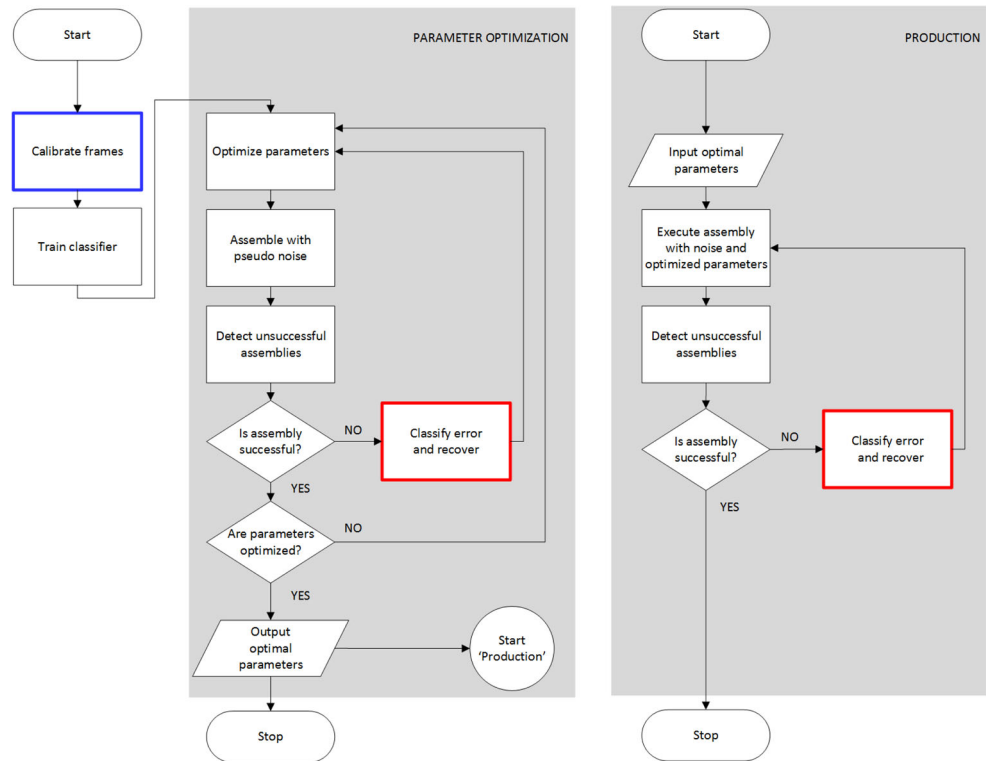 Start
Calibrate frames
Train classifier
PARAMETER OPTIMIZATION
Optimize parameters
Assemble with
pseudo noise
Detect unsuccessful
assemblies
Is assembly
successful?
NO
Classify error
and recover
YES
Are parameters
optimized?
NO
YES
Output
optimal
parameters
Start
‘Production’
Stop
PRODUCTION
Start
Input optimal
parameters
Execute assembly
with noise and
optimized parameters
Detect unsuccessful
assemblies
Is assembly
successful?
NO
Classify error
and recover
YES
Stop